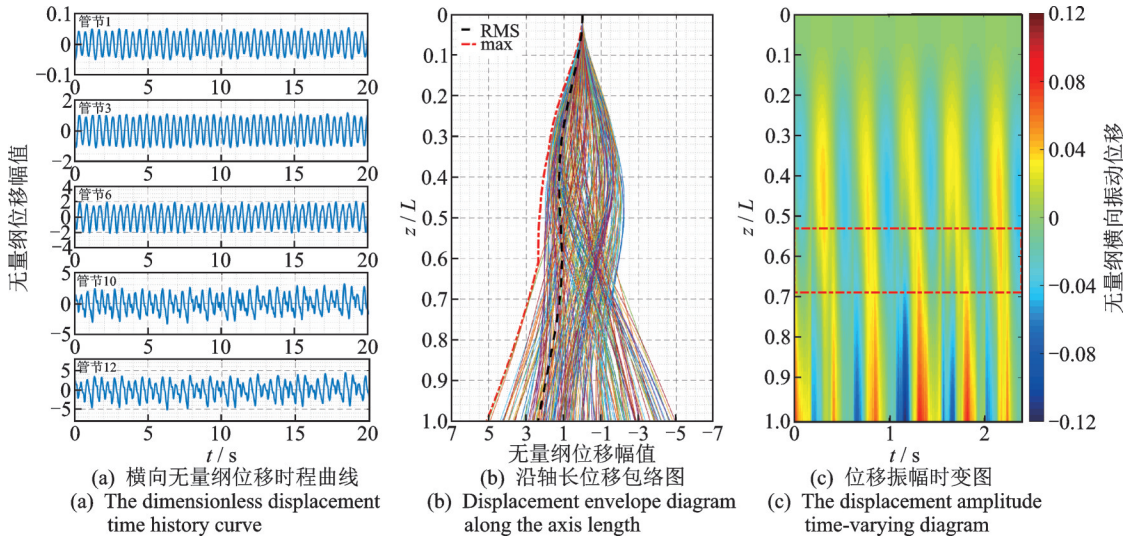 无量纲位移幅值
0.1
0
−0.1
管节1
0 5 10 15 20
2
0
−2
管节3
0 5 10 15 20
4
2
0
−2
−4
管节6
0 5 10 15 20
5
0
−5
管节10
0 5 10 15 20
5
0
−5
管节12
0 5 10 15 20
t / s
(a) 横向无量纲位移时程曲线
(a) The dimensionless displacement
time history curve
RMS
max
z / L
0
0.1
0.2
0.3
0.4
0.5
0.6
0.7
0.8
0.9
1.0
7 5 3 1 −1 −3 −5 −7
无量纲位移幅值
(b) 沿轴长位移包络图
(b) Displacement envelope diagram
along the axis length
z / L
0
0.1
0.2
0.3
0.4
0.5
0.6
0.7
0.8
0.9
1.0
0 1 2
t / s
0.12
0.08
0.04
0
−0.04
−0.08
−0.12
无量纲横向振动位移
(c) 位移振幅时变图
(c) The displacement amplitude
time-varying diagram